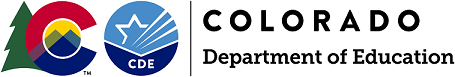 COLORADO
Department of Education
CDE
TM